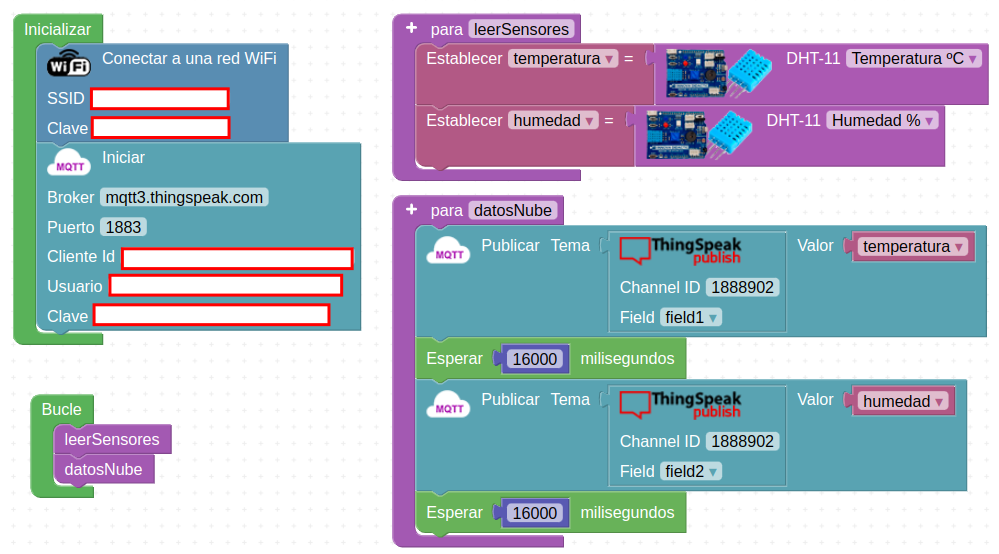 Inicializar
WiFi Conectar a una red WiFi
SSID
Clave
MQTT Iniciar
Broker mqtt3.thingspeak.com
Puerto 1883
Cliente Id
Usuario
Clave
Bucle
leerSensores
datosNube
+ para leerSensores
Establecer temperatura ▾ = DHT-11 Temperatura ºC ▾
Establecer humedad ▾ = DHT-11 Humedad % ▾
+ para datosNube
MQTT Publicar Tema ThingSpeak publish Valor temperatura ▾
Channel ID 1888902
Field field1 ▾
Esperar 16000 milisegundos
MQTT Publicar Tema ThingSpeak publish Valor humedad ▾
Channel ID 1888902
Field field2 ▾
Esperar 16000 milisegundos